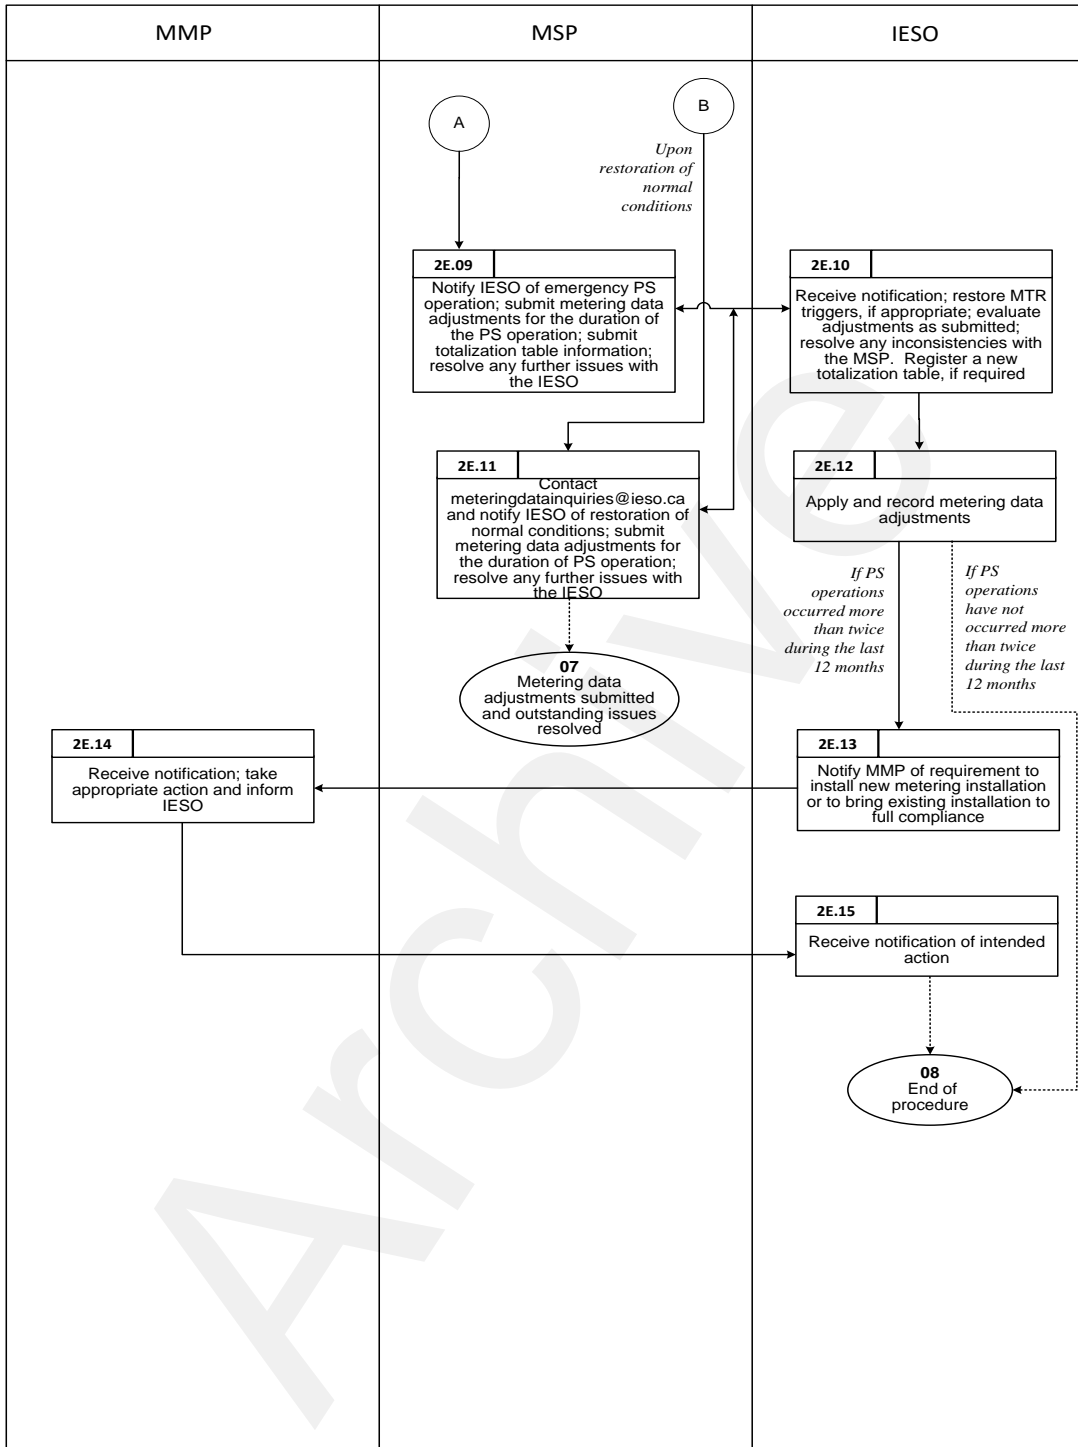 MMP
MSP
IESO
A
B
Upon
restoration of
normal
conditions
2E.09
Notify IESO of emergency PS
operation; submit metering data
adjustments for the duration of
the PS operation; submit
totalization table information;
resolve any further issues with
the IESO
2E.10
Receive notification; restore MTR
triggers, if appropriate; evaluate
adjustments as submitted;
resolve any inconsistencies with
the MSP.  Register a new
totalization table, if required
2E.11
Contact
meteringdatainquiries@ieso.ca
and notify IESO of restoration of
normal conditions; submit
metering data adjustments for
the duration of PS operation;
resolve any further issues with
the IESO
2E.12
Apply and record metering data
adjustments
If PS
operations
occurred more
than twice
during the last
12 months
If PS
operations
have not
occurred more
than twice
during the last
12 months
07
Metering data
adjustments submitted
and outstanding issues
resolved
2E.14
Receive notification; take
appropriate action and inform
IESO
2E.13
Notify MMP of requirement to
install new metering installation
or to bring existing installation to
full compliance
2E.15
Receive notification of intended
action
08
End of
procedure
Archive